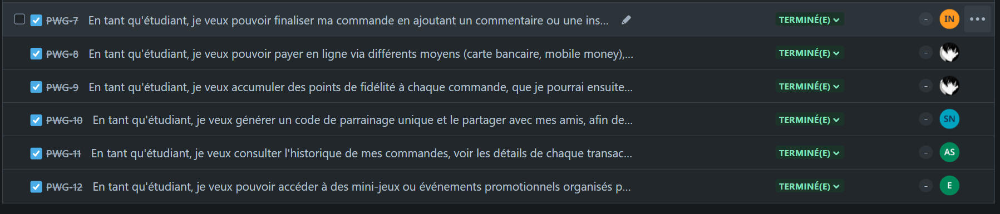 PWG-7 En tant qu'étudiant, je veux pouvoir finaliser ma commande en ajoutant un commentaire ou une ins... TERMINÉ(E) - IN
PWG-8 En tant qu'étudiant, je veux pouvoir payer en ligne via différents moyens (carte bancaire, mobile money),... TERMINÉ(E) -
PWG-9 En tant qu'étudiant, je veux accumuler des points de fidélité à chaque commande, que je pourrai ensuite... TERMINÉ(E) -
PWG-10 En tant qu'étudiant, je veux générer un code de parrainage unique et le partager avec mes amis, afin de... TERMINÉ(E) - SN
PWG-11 En tant qu'étudiant, je veux consulter l'historique de mes commandes, voir les détails de chaque transac... TERMINÉ(E) - AS
PWG-12 En tant qu'étudiant, je veux pouvoir accéder à des mini-jeux ou événements promotionnels organisés p... TERMINÉ(E) - E